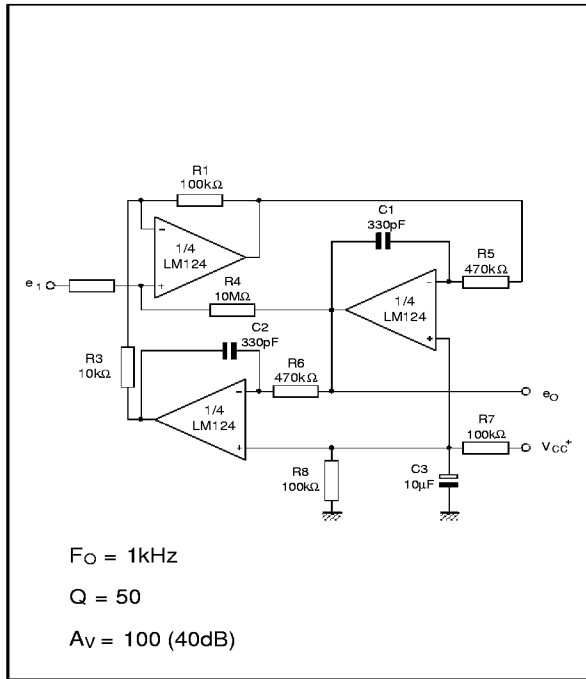 R1
100kΩ
C1
330pF
1/4
LM124
R5
470kΩ
e1
R4
10MΩ
1/4
LM124
C2
330pF
R3
10kΩ
R6
470kΩ
1/4
LM124
eO
R7
100kΩ
R8
100kΩ
C3
10µF
VCC+
FO = 1kHz
Q = 50
AV = 100 (40dB)